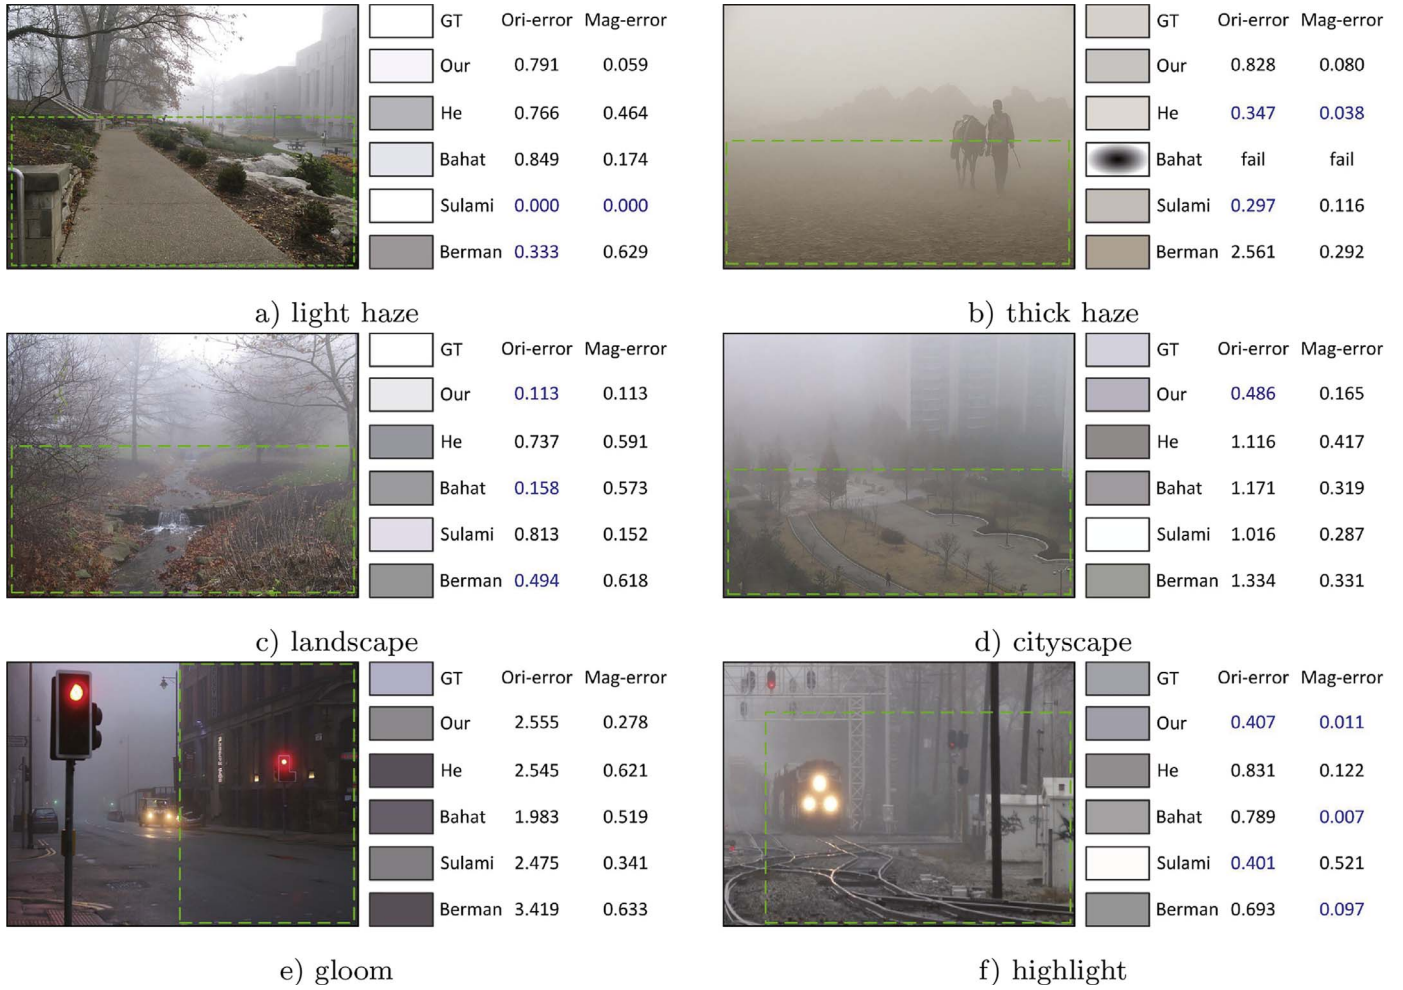 GT Ori-error Mag-error
Our 0.791 0.059
He 0.766 0.464
Bahat 0.849 0.174
Sulami 0.000 0.000
Berman 0.333 0.629
a) light haze
GT Ori-error Mag-error
Our 0.828 0.080
He 0.347 0.038
Bahat fail fail
Sulami 0.297 0.116
Berman 2.561 0.292
b) thick haze
GT Ori-error Mag-error
Our 0.113 0.113
He 0.737 0.591
Bahat 0.158 0.573
Sulami 0.813 0.152
Berman 0.494 0.618
c) landscape
GT Ori-error Mag-error
Our 0.486 0.165
He 1.116 0.417
Bahat 1.171 0.319
Sulami 1.016 0.287
Berman 1.334 0.331
d) cityscape
GT Ori-error Mag-error
Our 2.555 0.278
He 2.545 0.621
Bahat 1.983 0.519
Sulami 2.475 0.341
Berman 3.419 0.633
e) gloom
GT Ori-error Mag-error
Our 0.407 0.011
He 0.831 0.122
Bahat 0.789 0.007
Sulami 0.401 0.521
Berman 0.693 0.097
f) highlight